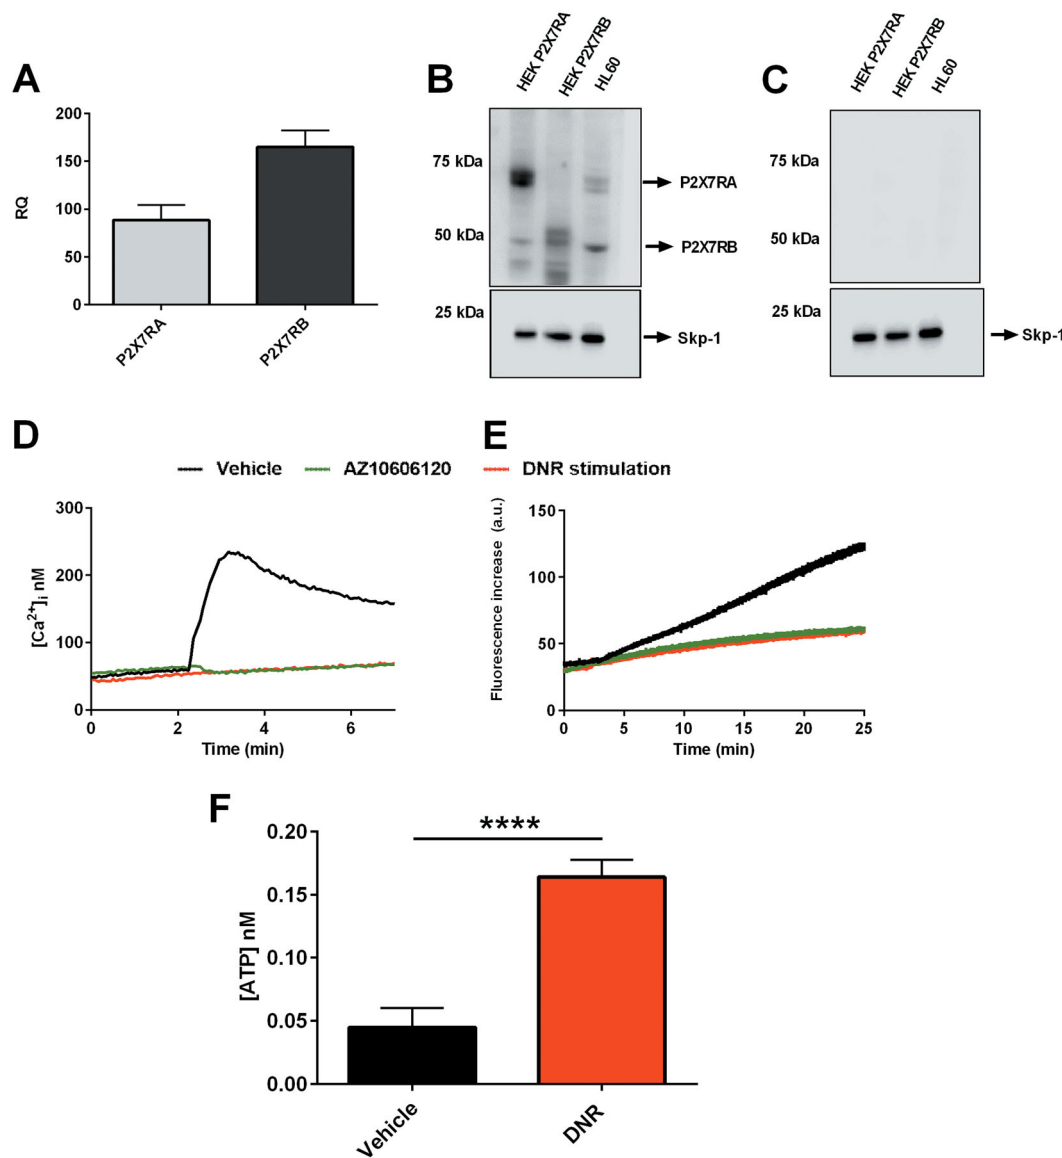 A
RQ
200
150
100
50
0
P2X7RA
P2X7RB
B
HEK P2X7RA
HEK P2X7RB
HL60
75 kDa
50 kDa
25 kDa
P2X7RA
P2X7RB
Skp-1
C
HEK P2X7RA
HEK P2X7RB
HL60
75 kDa
50 kDa
25 kDa
Skp-1
D
E
Vehicle
AZ10606120
DNR stimulation
[Ca²⁺]ᵢ nM
300
200
100
0
0 2 4 6
Time (min)
Fluorescence increase (a.u.)
150
100
50
0
0 5 10 15 20 25
Time (min)
F
****
[ATP] nM
0.20
0.15
0.10
0.05
0.00
Vehicle
DNR